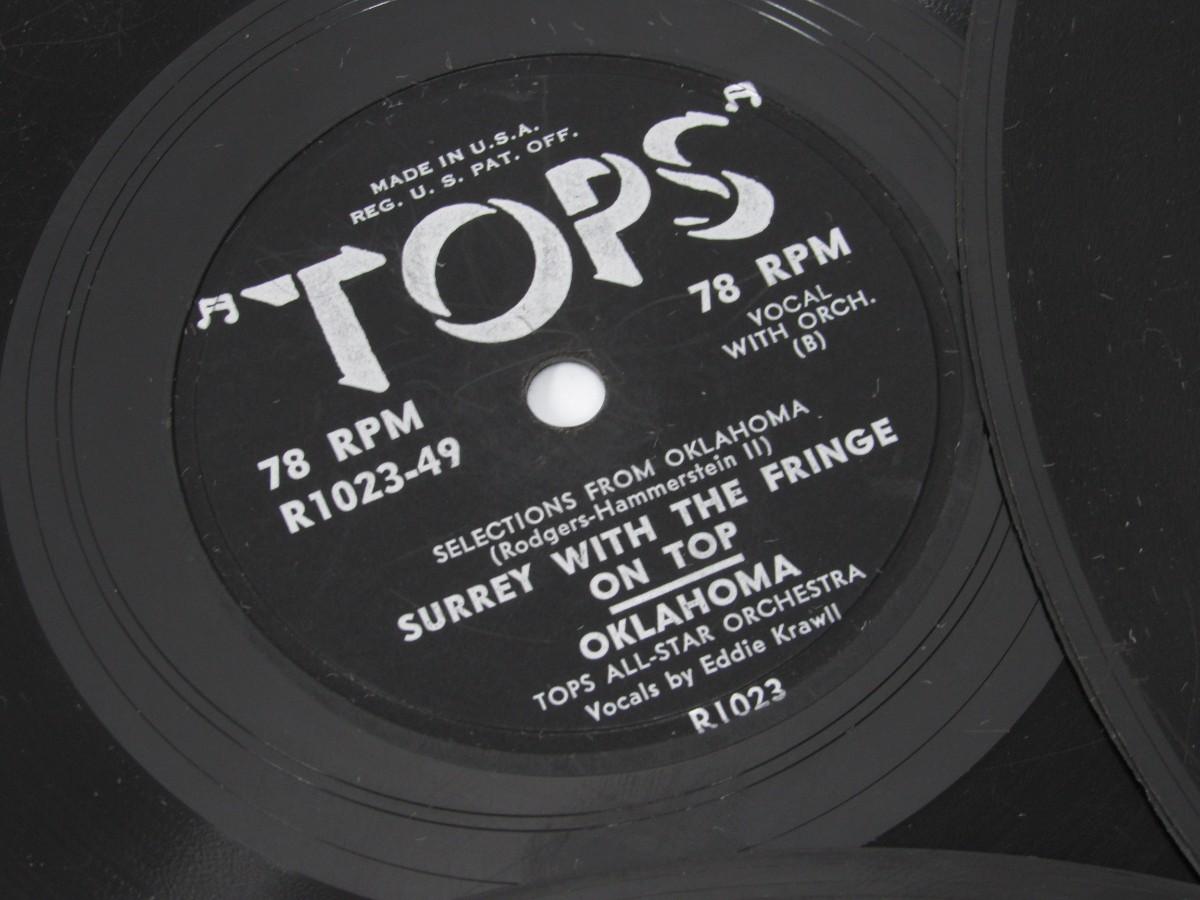 MADE IN U.S.A.
REG. U. S. PAT. OFF.
TOPS
78 RPM
VOCAL
WITH ORCH.
(B)
78 RPM
R1023-49
SELECTIONS FROM OKLAHOMA
(Rodgers-Hammerstein II)
SURREY WITH THE FRINGE
ON TOP
OKLAHOMA
TOPS ALL-STAR ORCHESTRA
Vocals by Eddie Krawll
R1023